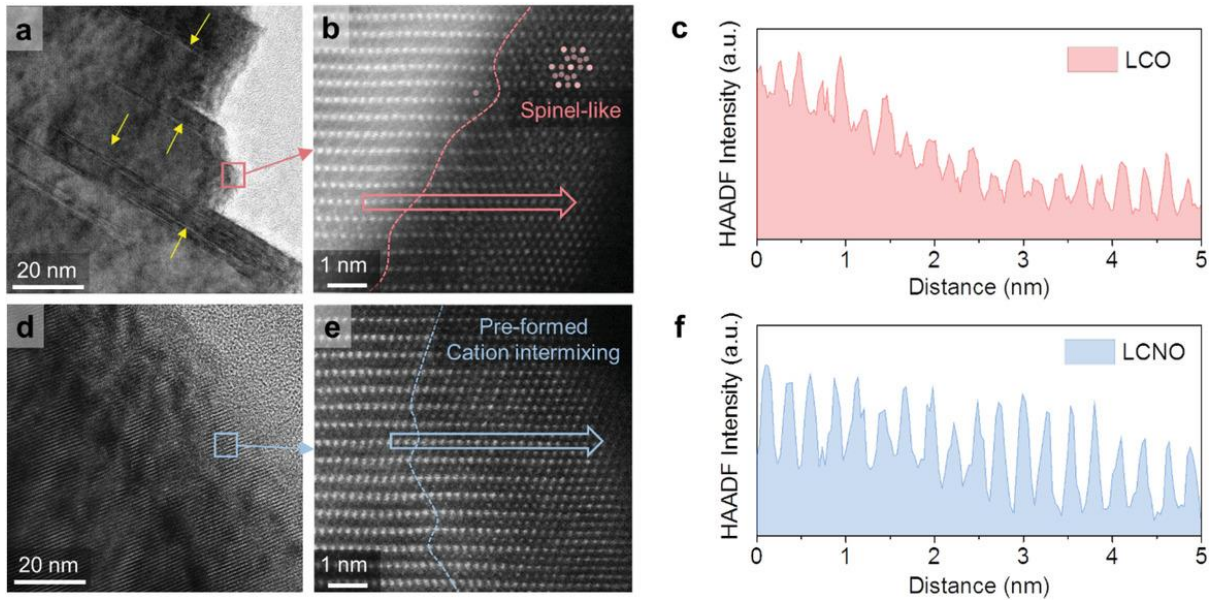 a
20 nm
b
Spinel-like
1 nm
c
HAADF Intensity (a.u.)
LCO
0 1 2 3 4 5
Distance (nm)
d
20 nm
e
Pre-formed
Cation intermixing
1 nm
f
HAADF Intensity (a.u.)
LCNO
0 1 2 3 4 5
Distance (nm)